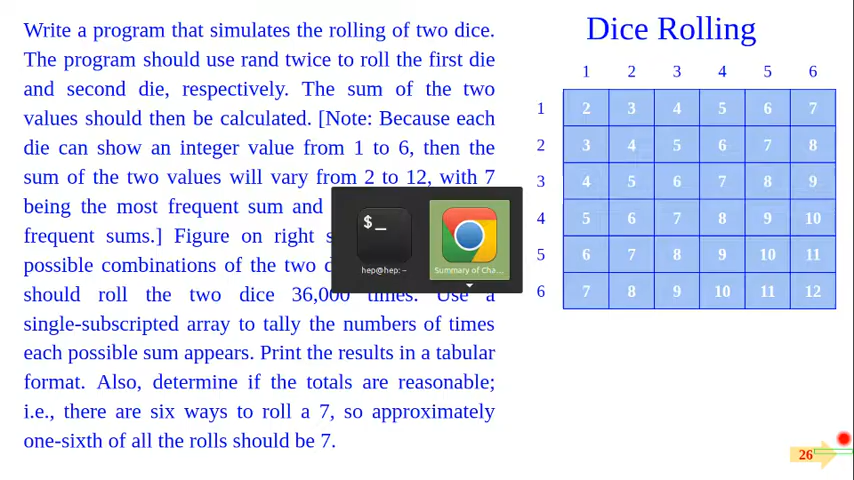 Write a program that simulates the rolling of two dice.
The program should use rand twice to roll the first die
and second die, respectively. The sum of the two
values should then be calculated. [Note: Because each
die can show an integer value from 1 to 6, then the
sum of the two values will vary from 2 to 12, with 7
being the most frequent sum and
frequent sums.] Figure on right s
possible combinations of the two d
should roll the two dice 36,000 times. Use a
single-subscripted array to tally the numbers of times
each possible sum appears. Print the results in a tabular
format. Also, determine if the totals are reasonable;
i.e., there are six ways to roll a 7, so approximately
one-sixth of all the rolls should be 7.
$_
hep@hep: ~
Summary of Cha...
Dice Rolling
1 2 3 4 5 6
1 2 3 4 5 6 7
2 3 4 5 6 7 8
3 4 5 6 7 8 9
4 5 6 7 8 9 10
5 6 7 8 9 10 11
6 7 8 9 10 11 12
26